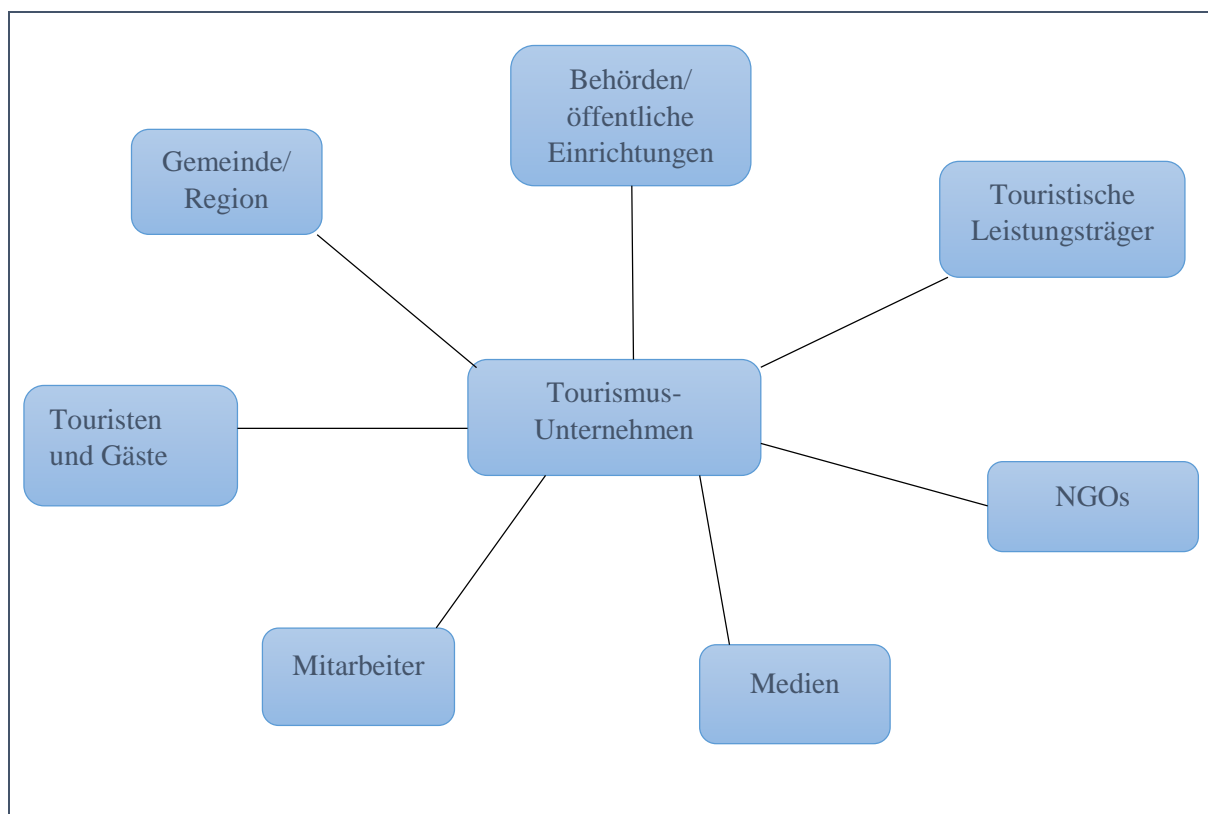 Behörden/
öffentliche
Einrichtungen
Gemeinde/
Region
Touristische
Leistungsträger
Tourismus-
Unternehmen
Touristen
und Gäste
NGOs
Mitarbeiter
Medien